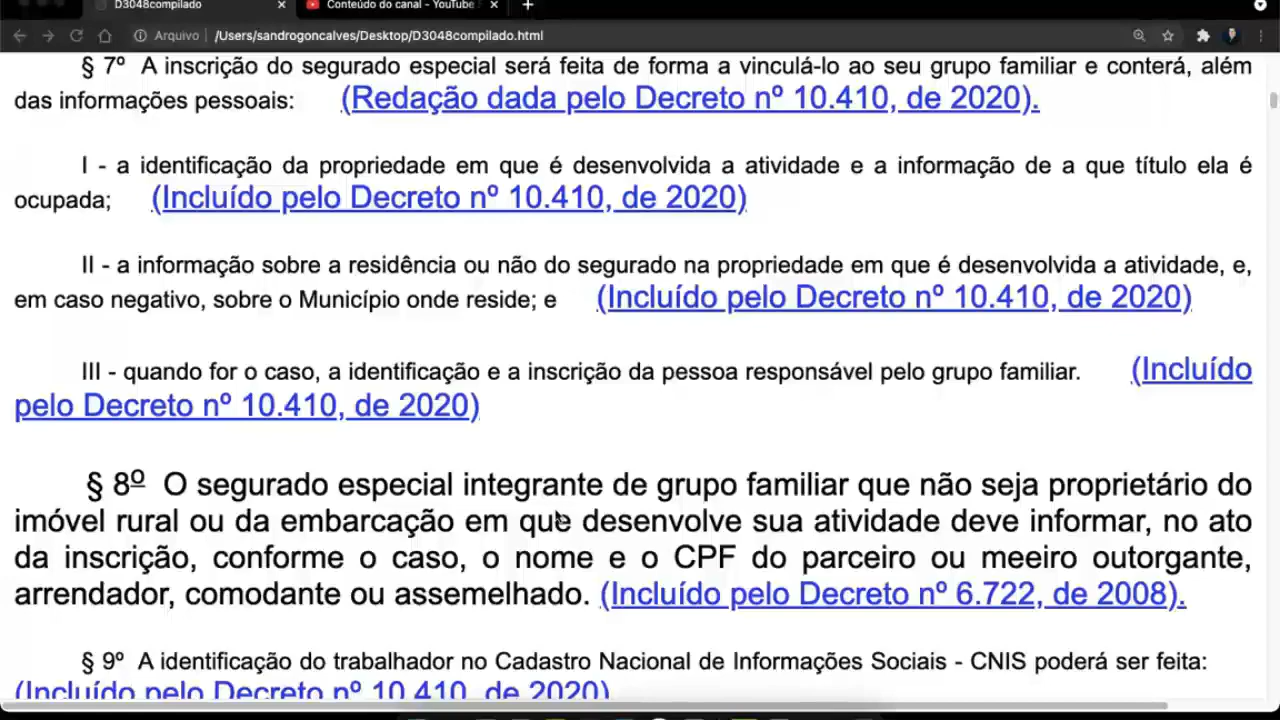 D3048compilado
Conteúdo do canal - YouTube
Arquivo
/Users/sandrogoncalves/Desktop/D3048compilado.html
§ 7º A inscrição do segurado especial será feita de forma a vinculá-lo ao seu grupo familiar e conterá, além
das informações pessoais: (Redação dada pelo Decreto nº 10.410, de 2020).
I - a identificação da propriedade em que é desenvolvida a atividade e a informação de a que título ela é
ocupada; (Incluído pelo Decreto nº 10.410, de 2020)
II - a informação sobre a residência ou não do segurado na propriedade em que é desenvolvida a atividade, e,
em caso negativo, sobre o Município onde reside; e (Incluído pelo Decreto nº 10.410, de 2020)
III - quando for o caso, a identificação e a inscrição da pessoa responsável pelo grupo familiar. (Incluído
pelo Decreto nº 10.410, de 2020)
§ 8º O segurado especial integrante de grupo familiar que não seja proprietário do
imóvel rural ou da embarcação em que desenvolve sua atividade deve informar, no ato
da inscrição, conforme o caso, o nome e o CPF do parceiro ou meeiro outorgante,
arrendador, comodante ou assemelhado. (Incluído pelo Decreto nº 6.722, de 2008).
§ 9º A identificação do trabalhador no Cadastro Nacional de Informações Sociais - CNIS poderá ser feita:
(Incluído pelo Decreto nº 10.410, de 2020)